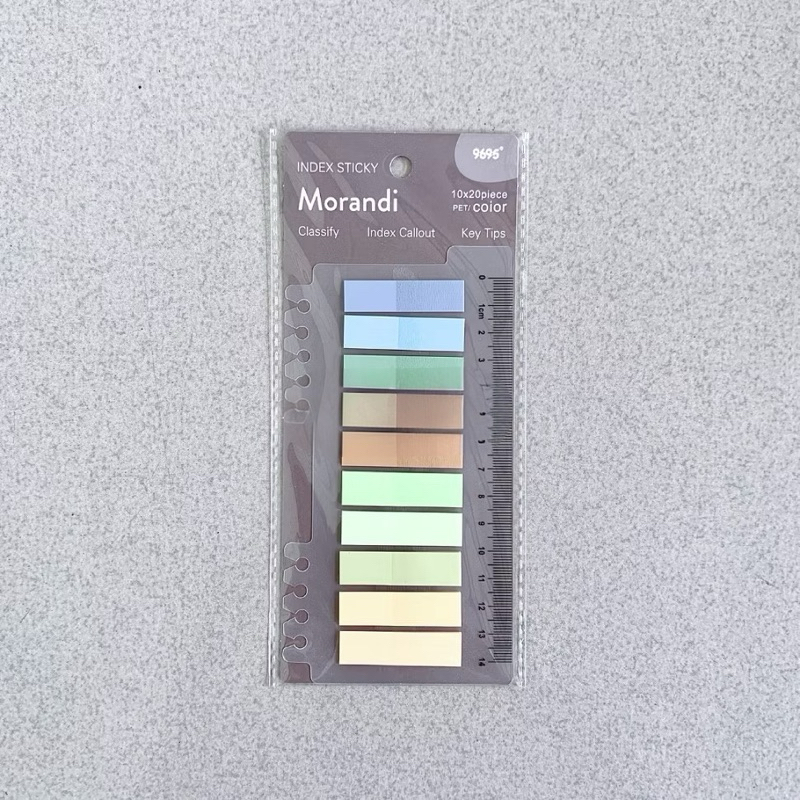 9695
INDEX STICKY
Morandi
10x20piece
PET/ color
Classify Index Callout Key Tips
0
1cm
2
3
4
5
7
8
9
10
11
12
13
14